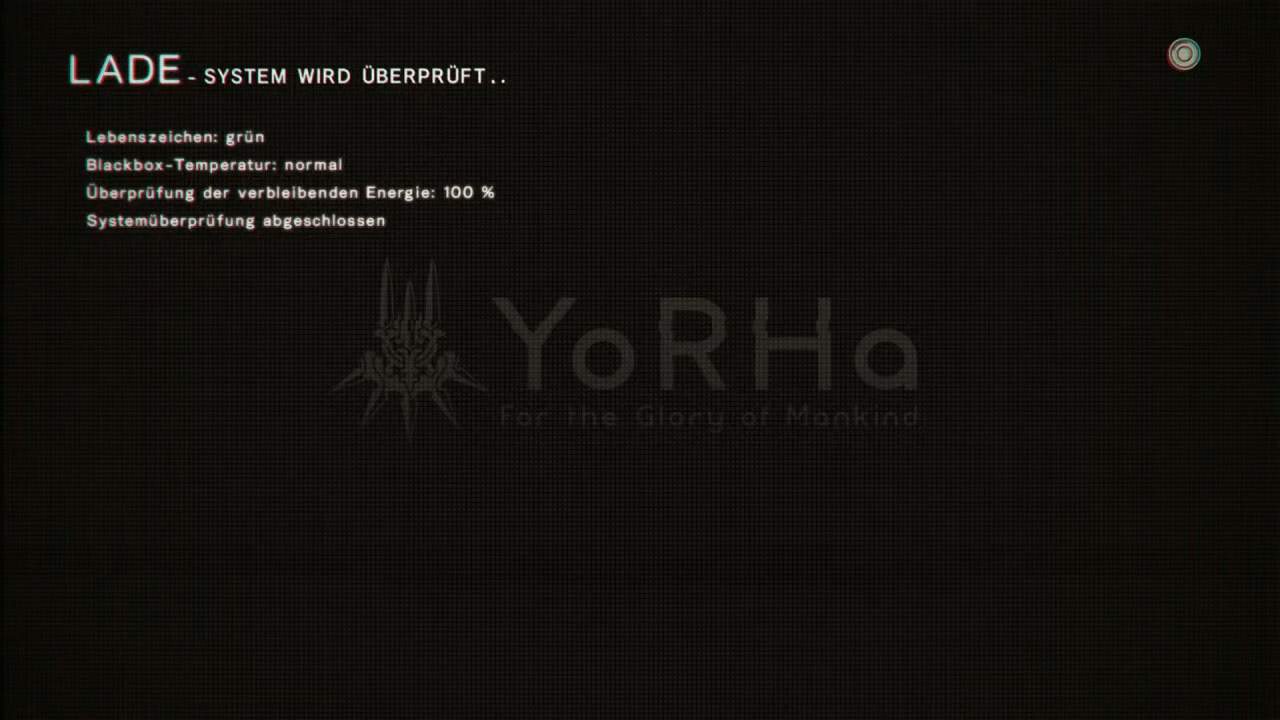 LADE - SYSTEM WIRD ÜBERPRÜFT..
Lebenszeichen: grün
Blackbox-Temperatur: normal
Überprüfung der verbleibenden Energie: 100 %
Systemüberprüfung abgeschlossen
YoRHa
For the Glory of Mankind